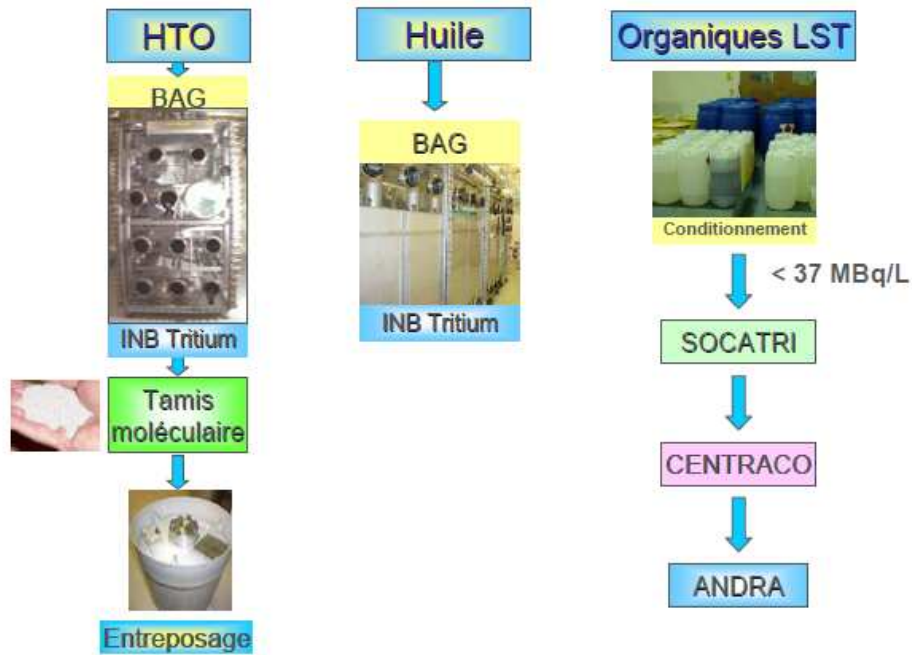 HTO
BAG
INB Tritium
Tamis
moléculaire
Entreposage
Huile
BAG
INB Tritium
Organiques LST
Conditionnement
< 37 MBq/L
SOCATRI
CENTRACO
ANDRA